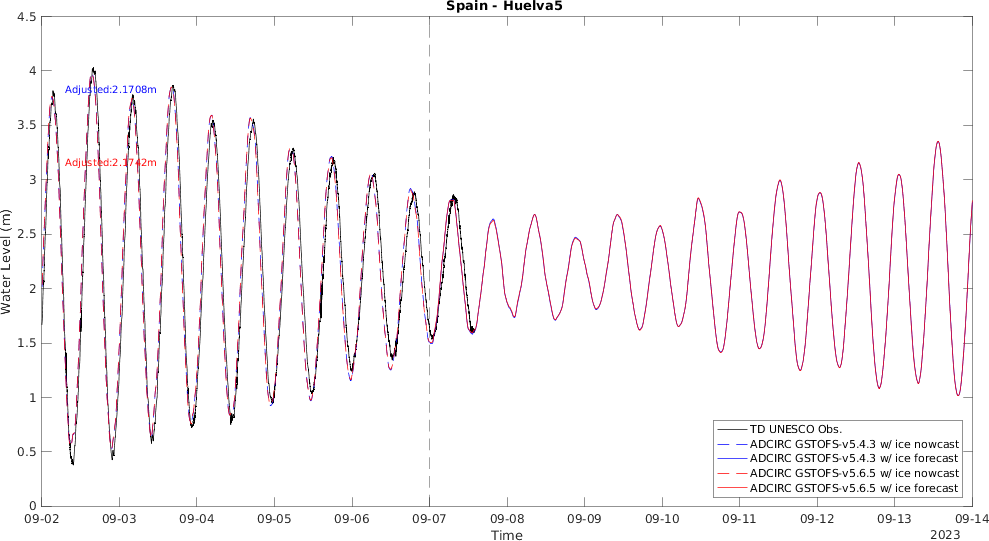 Spain - Huelva5
4.5
4
3.5
3
2.5
2
1.5
1
0.5
0
Water Level (m)
Adjusted:2.1708m
Adjusted:2.1742m
TD UNESCO Obs.
ADCIRC GSTOFS-v5.4.3 w/ ice nowcast
ADCIRC GSTOFS-v5.4.3 w/ ice forecast
ADCIRC GSTOFS-v5.6.5 w/ ice nowcast
ADCIRC GSTOFS-v5.6.5 w/ ice forecast
09-02 09-03 09-04 09-05 09-06 09-07 09-08 09-09 09-10 09-11 09-12 09-13 09-14
Time
2023